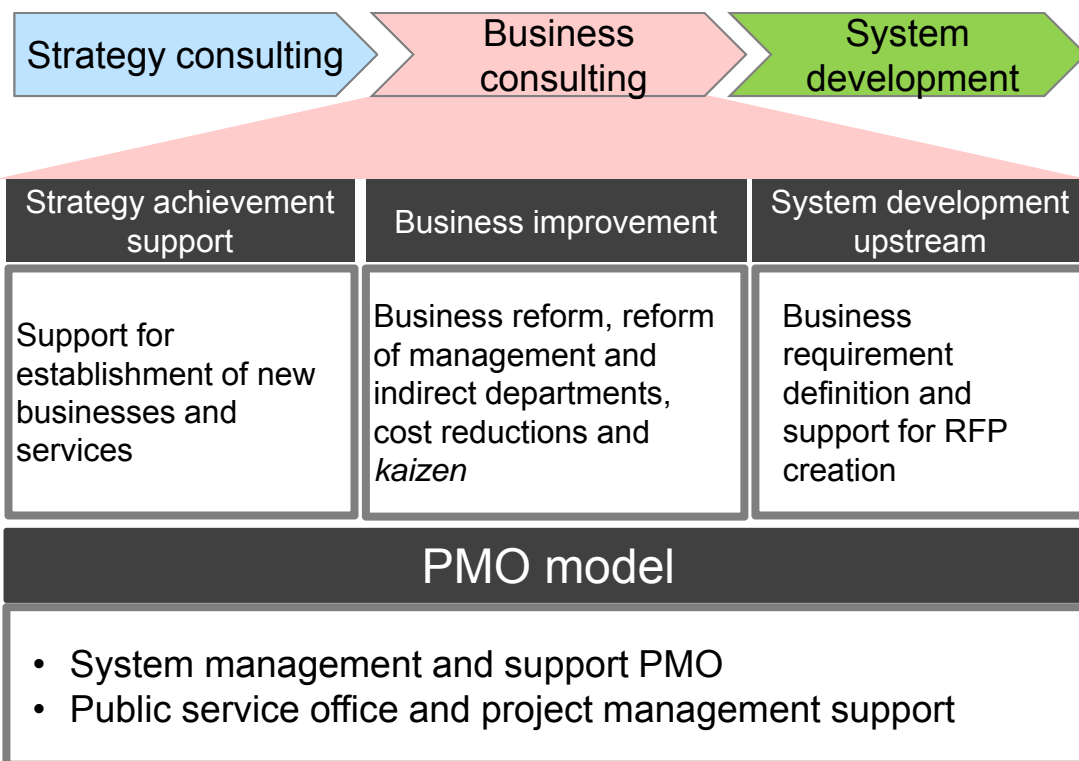 Strategy consulting
Business
consulting
System
development
Strategy achievement
support
Business improvement
System development
upstream
Support for
establishment of new
businesses and
services
Business reform, reform
of management and
indirect departments,
cost reductions and
kaizen
Business
requirement
definition and
support for RFP
creation
PMO model
• System management and support PMO
• Public service office and project management support